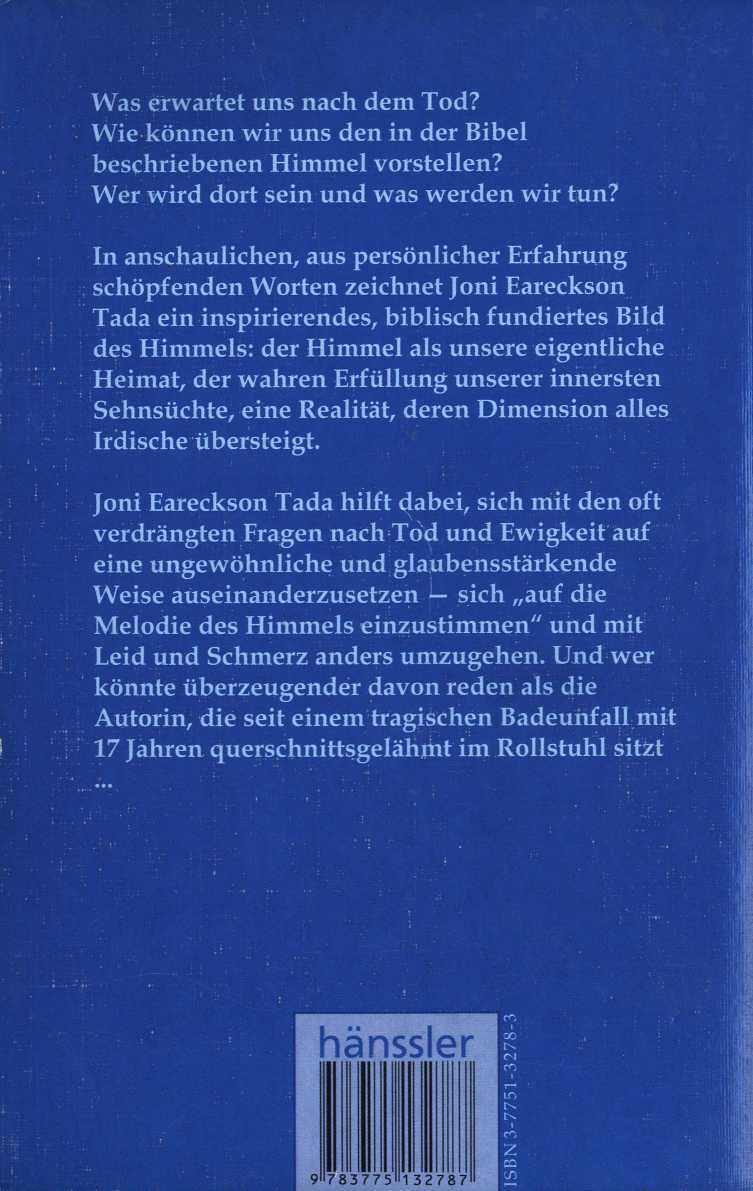 Was erwartet uns nach dem Tod?
Wie können wir uns den in der Bibel
beschriebenen Himmel vorstellen?
Wer wird dort sein und was werden wir tun?
In anschaulichen, aus persönlicher Erfahrung
schöpfenden Worten zeichnet Joni Eareckson
Tada ein inspirierendes, biblisch fundiertes Bild
des Himmels: der Himmel als unsere eigentliche
Heimat, der wahren Erfüllung unserer innersten
Sehnsüchte, eine Realität, deren Dimension alles
Irdische übersteigt.
Joni Eareckson Tada hilft dabei, sich mit den oft
verdrängten Fragen nach Tod und Ewigkeit auf
eine ungewöhnliche und glaubensstärkende
Weise auseinanderzusetzen — sich „auf die
Melodie des Himmels einzustimmen“ und mit
Leid und Schmerz anders umzugehen. Und wer
könnte überzeugender davon reden als die
Autorin, die seit einem tragischen Badeunfall mit
17 Jahren querschnittsgelähmt im Rollstuhl sitzt
...
hänssler
9 783775 132787
ISBN 3-7751-3278-3